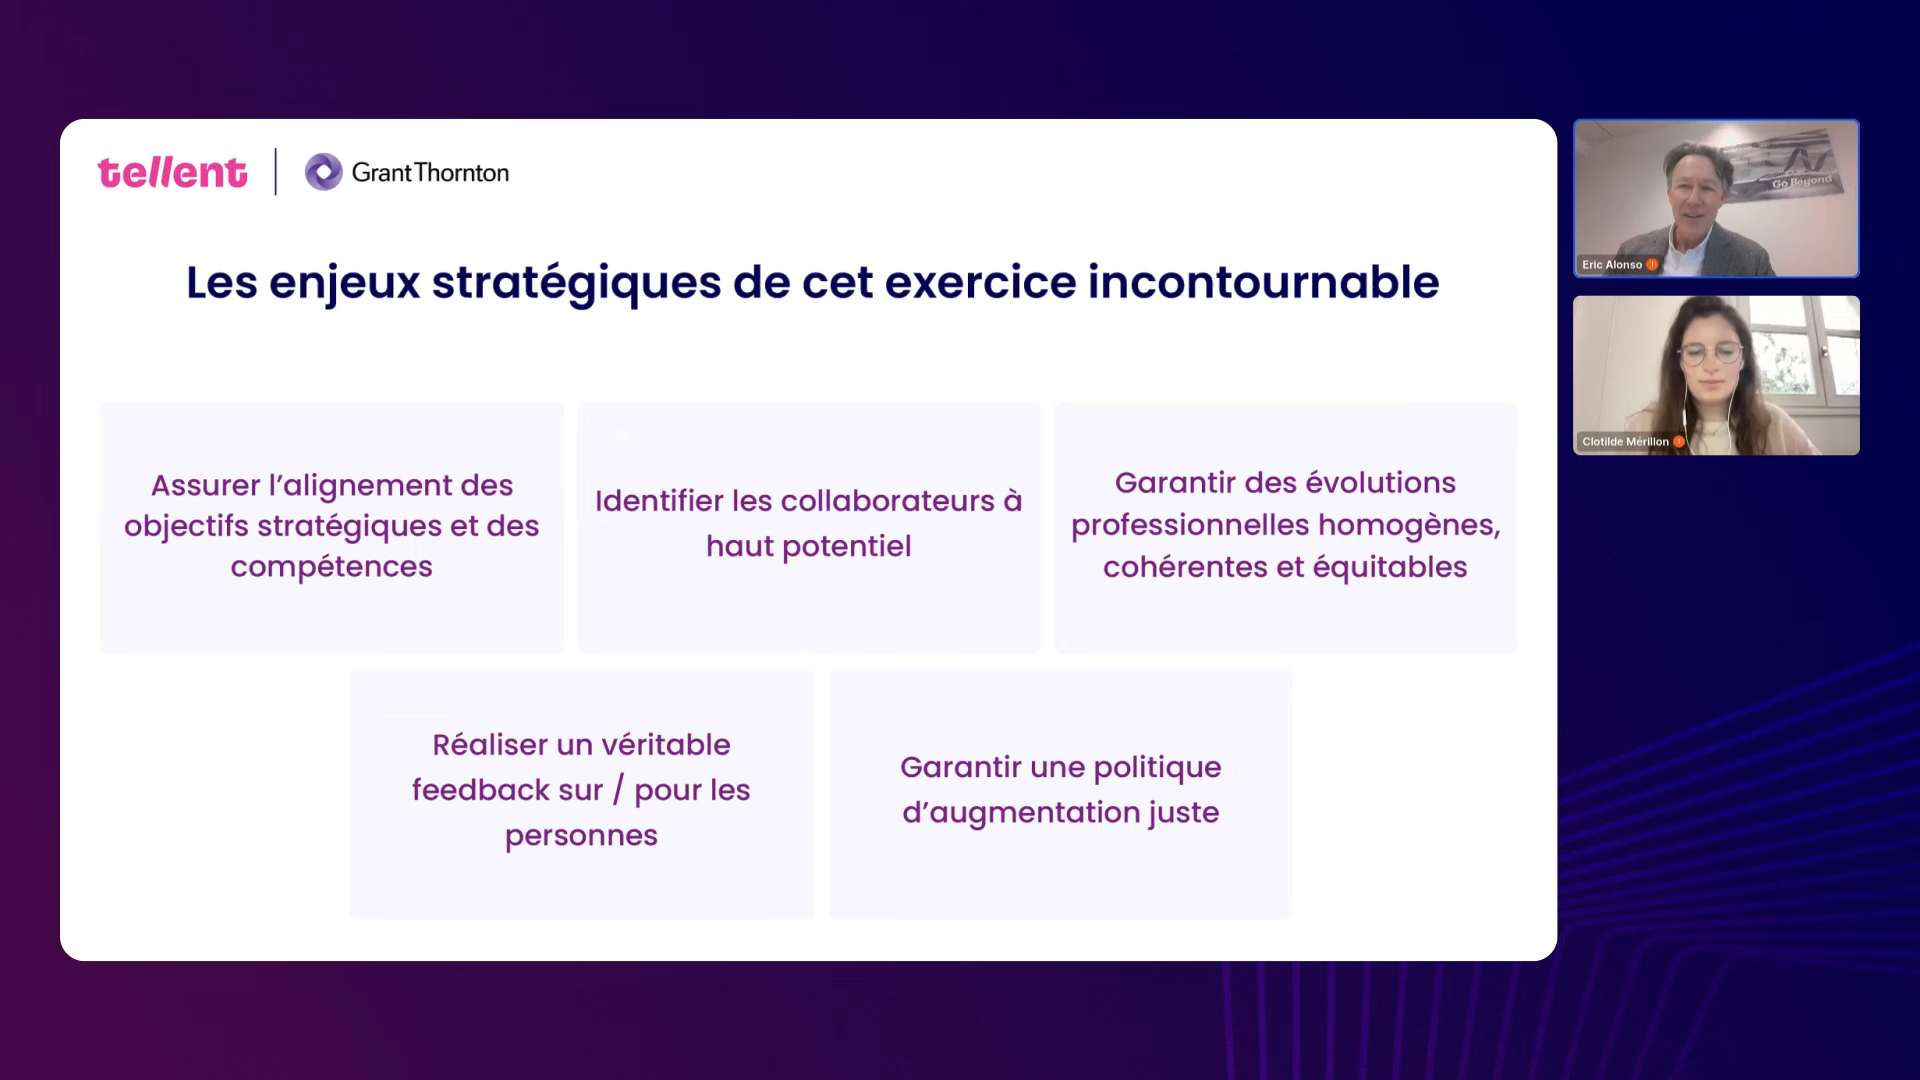 tellent
Grant Thornton
Les enjeux stratégiques de cet exercice incontournable
Assurer l’alignement des
objectifs stratégiques et des
compétences
Identifier les collaborateurs à
haut potentiel
Garantir des évolutions
professionnelles homogènes,
cohérentes et équitables
Réaliser un véritable
feedback sur / pour les
personnes
Garantir une politique
d’augmentation juste
Go Beyond
Eric Alonso
Clotilde Mérillon